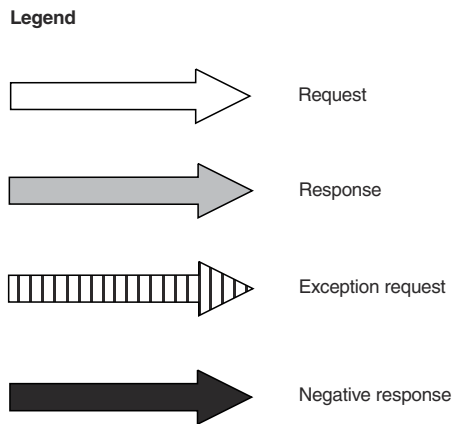 Legend
Request
Response
Exception request
Negative response